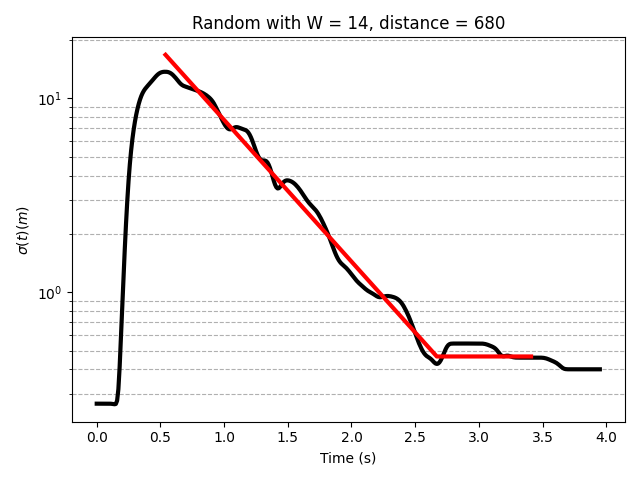 Random with W = 14, distance = 680
σ(t)(m)
10¹
10⁰
0.0 0.5 1.0 1.5 2.0 2.5 3.0 3.5 4.0
Time (s)